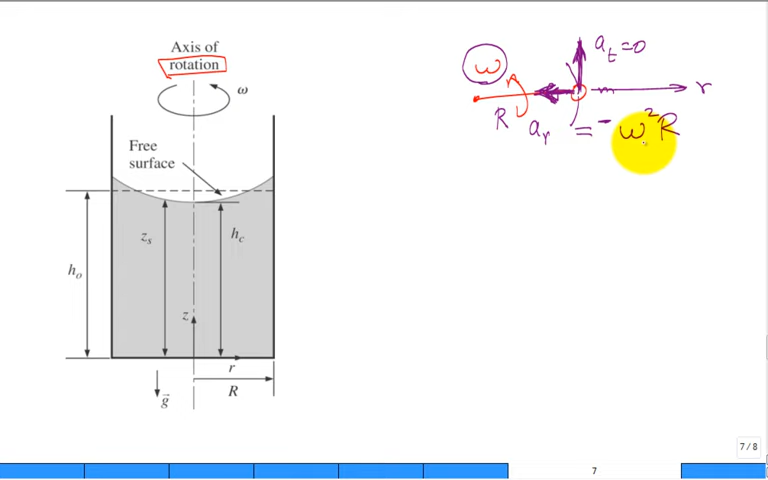 Axis of
rotation
ω
Free
surface
z_s
h_c
h_o
z
r
R
g⃗
ω
a_t = 0
m
r
R
a_r = -ω²R
7 / 8
7